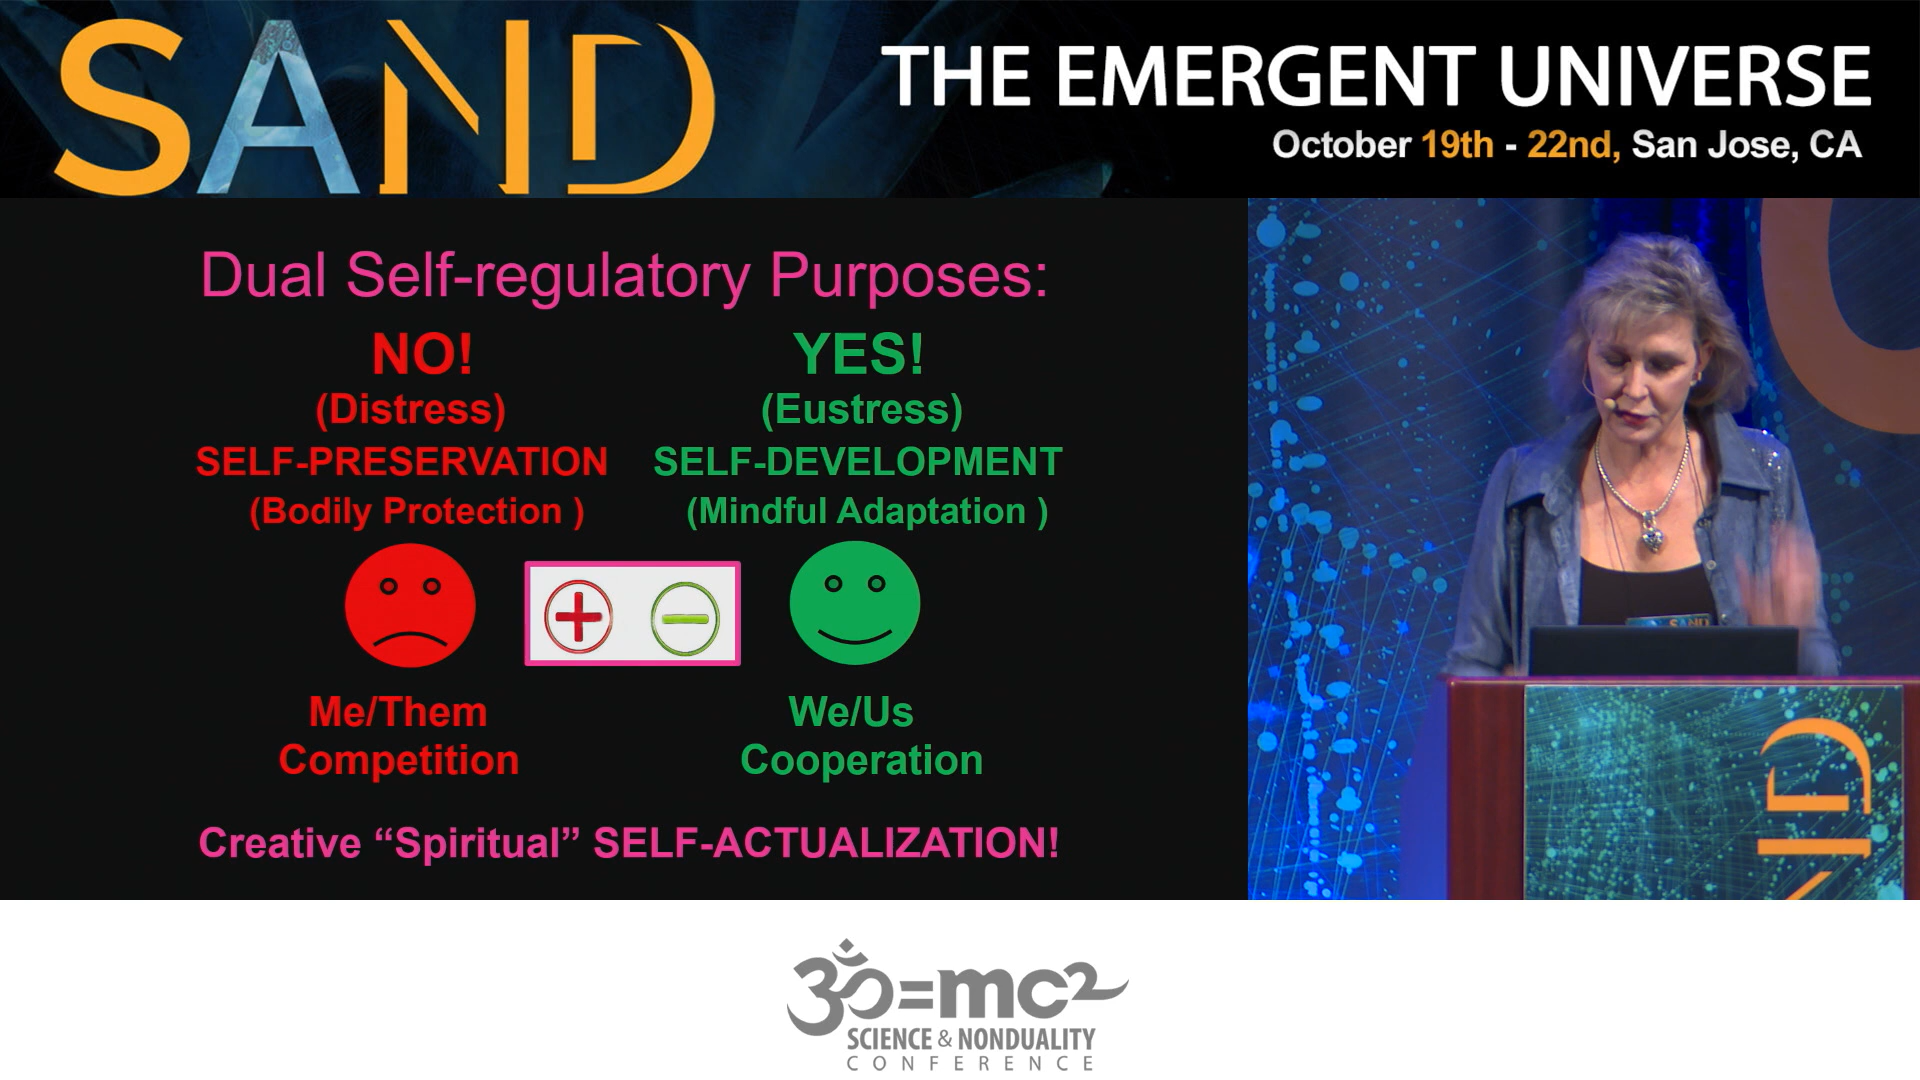 SAND
THE EMERGENT UNIVERSE
October 19th - 22nd, San Jose, CA
Dual Self-regulatory Purposes:
NO!
(Distress)
SELF-PRESERVATION
(Bodily Protection )
YES!
(Eustress)
SELF-DEVELOPMENT
(Mindful Adaptation )
Me/Them
Competition
We/Us
Cooperation
Creative “Spiritual” SELF-ACTUALIZATION!
SAND
ND
ॐ=mc2
SCIENCE & NONDUALITY
CONFERENCE